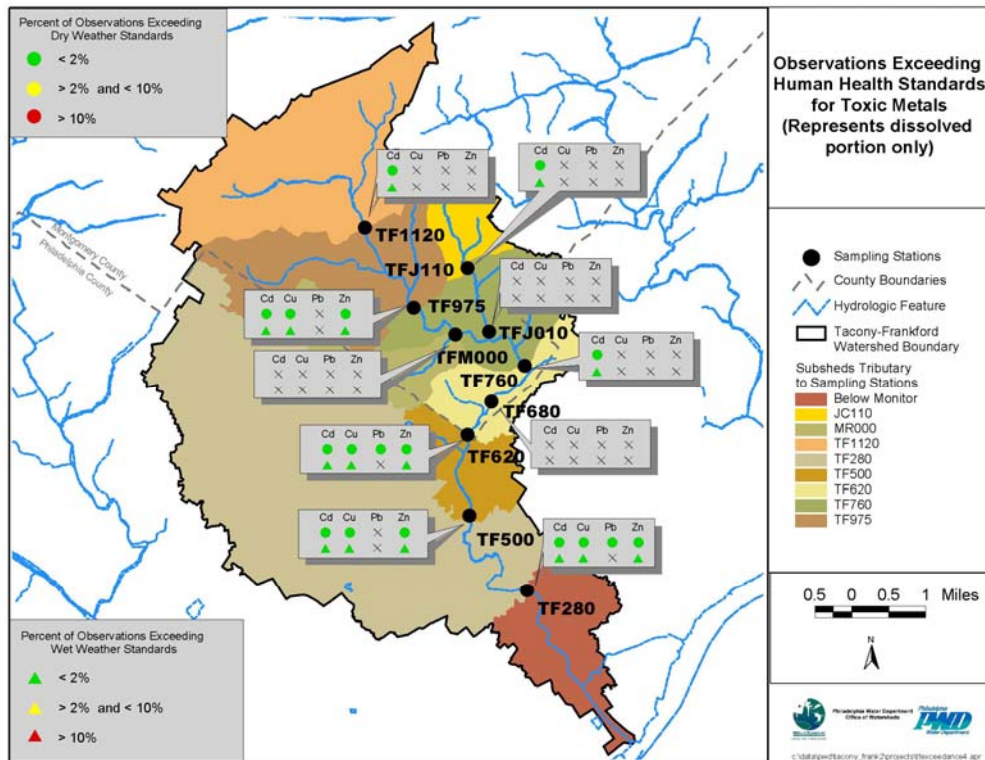 Percent of Observations Exceeding
Dry Weather Standards
< 2%
> 2% and < 10%
> 10%
Observations Exceeding
Human Health Standards
for Toxic Metals
(Represents dissolved
portion only)
Cd Cu Pb Zn
Cd Cu Pb Zn
TF1120
TFJ110
Montgomery County
Philadelphia County
Cd Cu Pb Zn
Cd Cu Pb Zn
TF975
TFJ010
Cd Cu Pb Zn
TFM000
Cd Cu Pb Zn
TF760
TF680
Cd Cu Pb Zn
Cd Cu Pb Zn
TF620
Cd Cu Pb Zn
TF500
Cd Cu Pb Zn
TF280
Sampling Stations
County Boundaries
Hydrologic Feature
Tacony-Frankford
Watershed Boundary
Subsheds Tributary
to Sampling Stations
Below Monitor
JC110
MR000
TF1120
TF280
TF500
TF620
TF760
TF975
0.5 0 0.5 1 Miles
N
Percent of Observations Exceeding
Wet Weather Standards
< 2%
> 2% and < 10%
> 10%
Philadelphia Water Department
Office of Watersheds
Philadelphia
PWD
Water Department